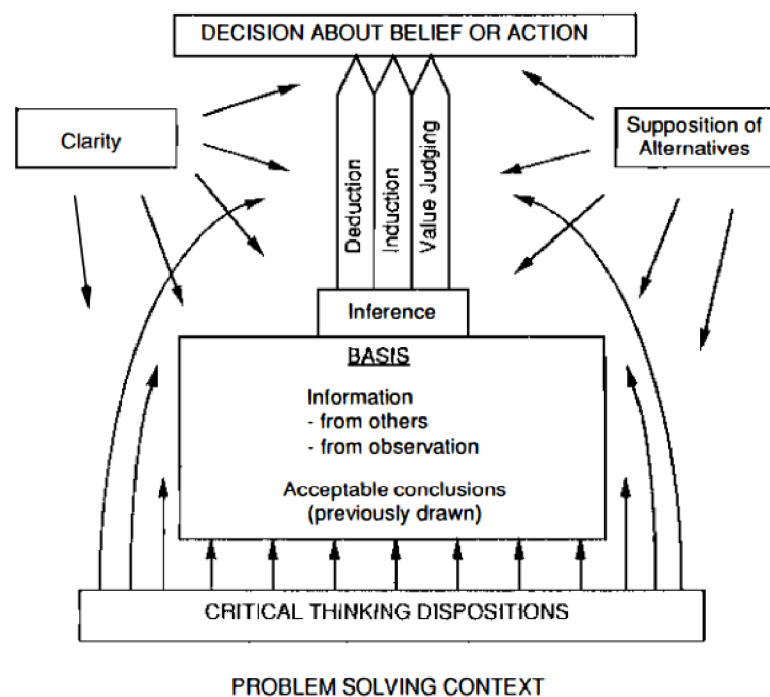 DECISION ABOUT BELIEF OR ACTION
Clarity
Supposition of
Alternatives
Deduction
Induction
Value Judging
Inference
BASIS
Information
- from others
- from observation
Acceptable conclusions
(previously drawn)
CRITICAL THINKING DISPOSITIONS
PROBLEM SOLVING CONTEXT